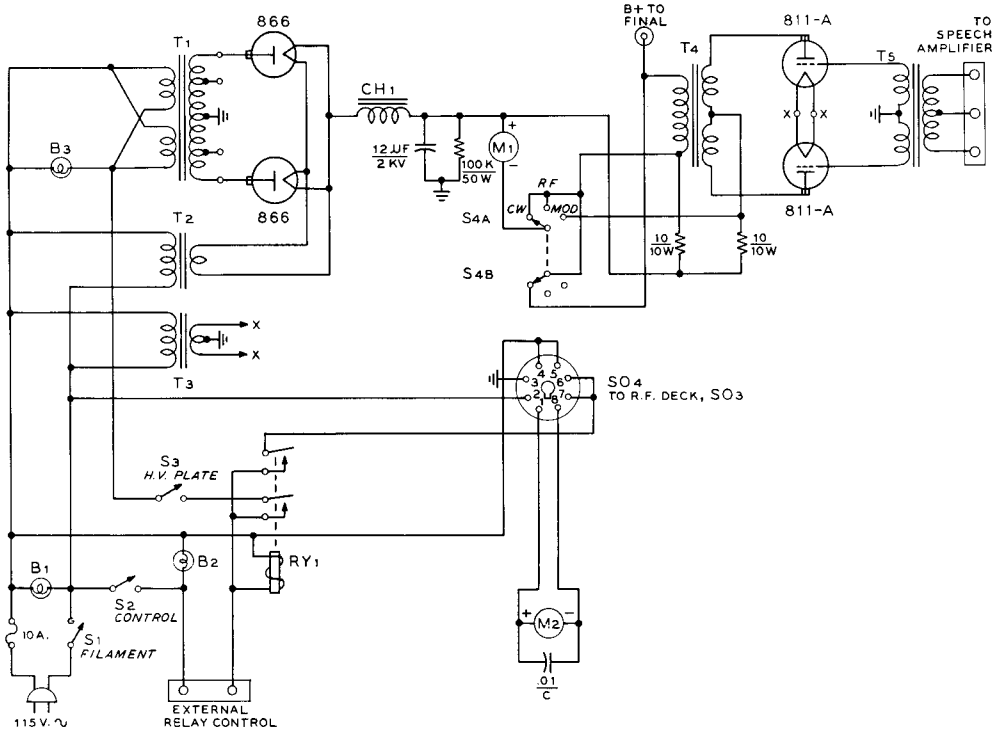 866
T1
866
T2
T3
B3
CH1
12 UF
2 KV
100 K
50 W
+
M1
-
RF
CW
MOD
S4A
S4B
B+ TO
FINAL
T4
811-A
X X
811-A
T5
TO
SPEECH
AMPLIFIER
10
10W
10
10W
X
X
4 5
3 6
2 7
1 8
SO4
TO R.F. DECK, SO3
S3
H.V. PLATE
B1
B2
RY1
S2
CONTROL
10 A.
S1
FILAMENT
115 V. ~
EXTERNAL
RELAY CONTROL
+ M2 -
.01
C